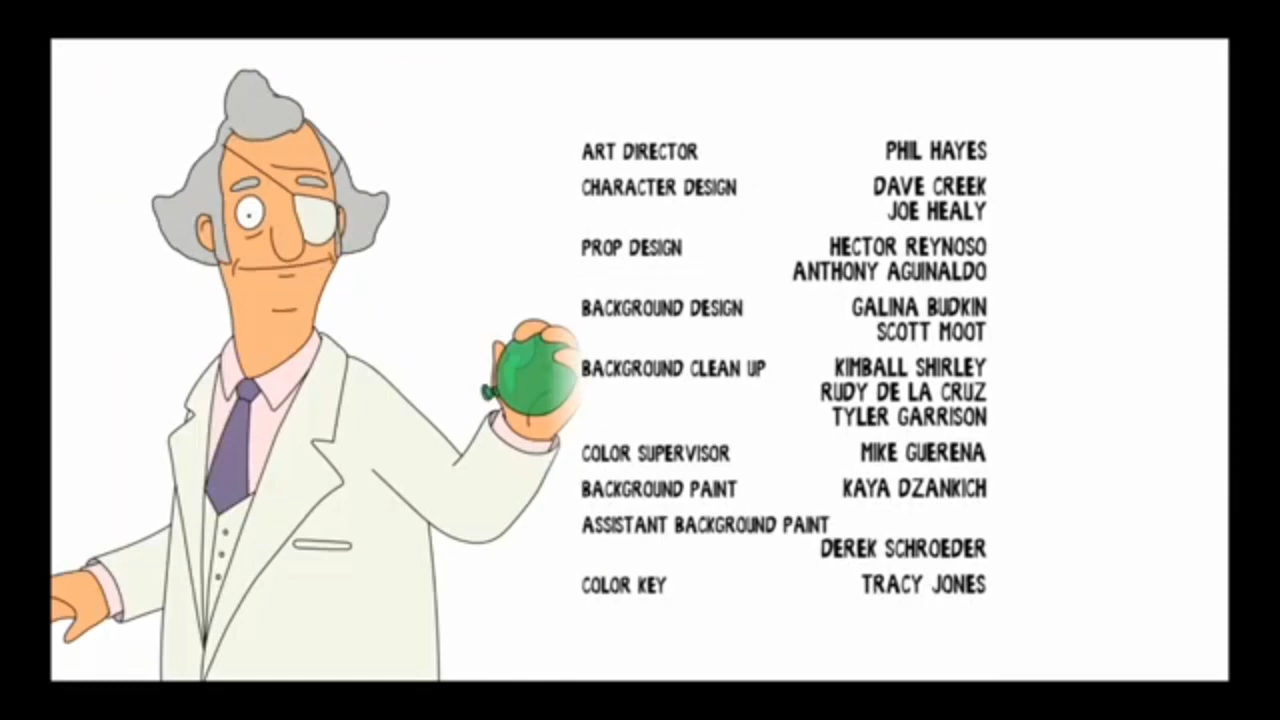 ART DIRECTOR PHIL HAYES
CHARACTER DESIGN DAVE CREEK
JOE HEALY
PROP DESIGN HECTOR REYNOSO
ANTHONY AGUINALDO
BACKGROUND DESIGN GALINA BUDKIN
SCOTT MOOT
BACKGROUND CLEAN UP KIMBALL SHIRLEY
RUDY DE LA CRUZ
TYLER GARRISON
COLOR SUPERVISOR MIKE GUERENA
BACKGROUND PAINT KAYA DZANKICH
ASSISTANT BACKGROUND PAINT
DEREK SCHROEDER
COLOR KEY TRACY JONES